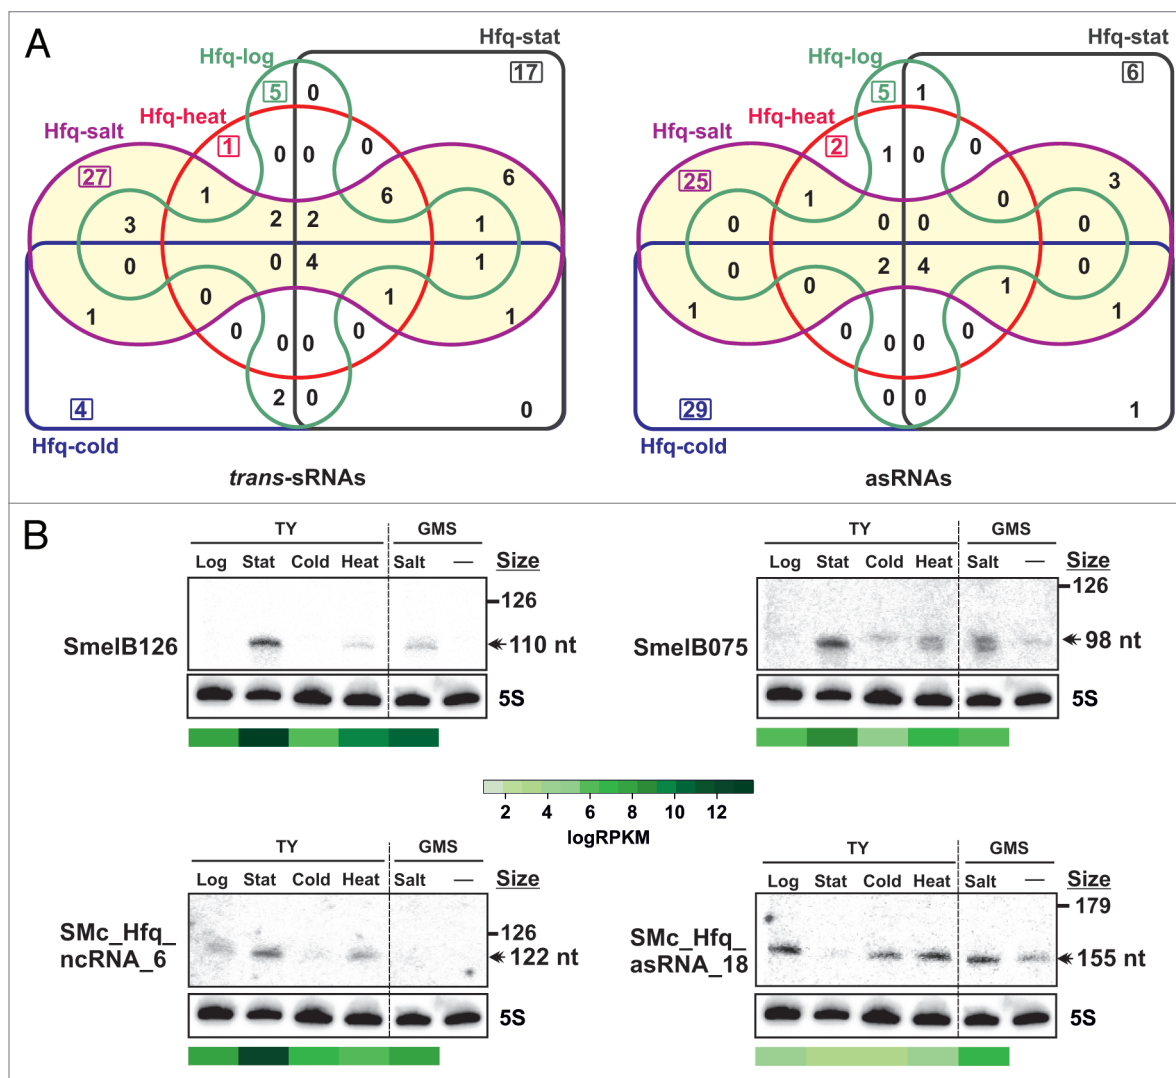 A
Hfq-stat
Hfq-log
17
5
0
Hfq-heat
Hfq-salt
1
0
0
0
27
6
1
6
3
2
2
1
0
0
4
1
0
1
1
0
0
1
0
0
2
0
4
0
Hfq-cold
trans-sRNAs
Hfq-stat
Hfq-log
6
5
1
Hfq-heat
Hfq-salt
2
1
0
0
25
3
1
0
0
0
0
0
0
2
4
0
0
1
1
0
0
1
0
0
0
0
29
1
Hfq-cold
asRNAs
B
TY GMS
Log Stat Cold Heat Salt — Size
126
SmelB126
110 nt
5S
TY GMS
Log Stat Cold Heat Salt — Size
126
SmelB075
98 nt
5S
2 4 6 8 10 12
logRPKM
TY GMS
Log Stat Cold Heat Salt — Size
126
SMc_Hfq_
ncRNA_6
122 nt
5S
TY GMS
Log Stat Cold Heat Salt — Size
179
SMc_Hfq_
asRNA_18
155 nt
5S